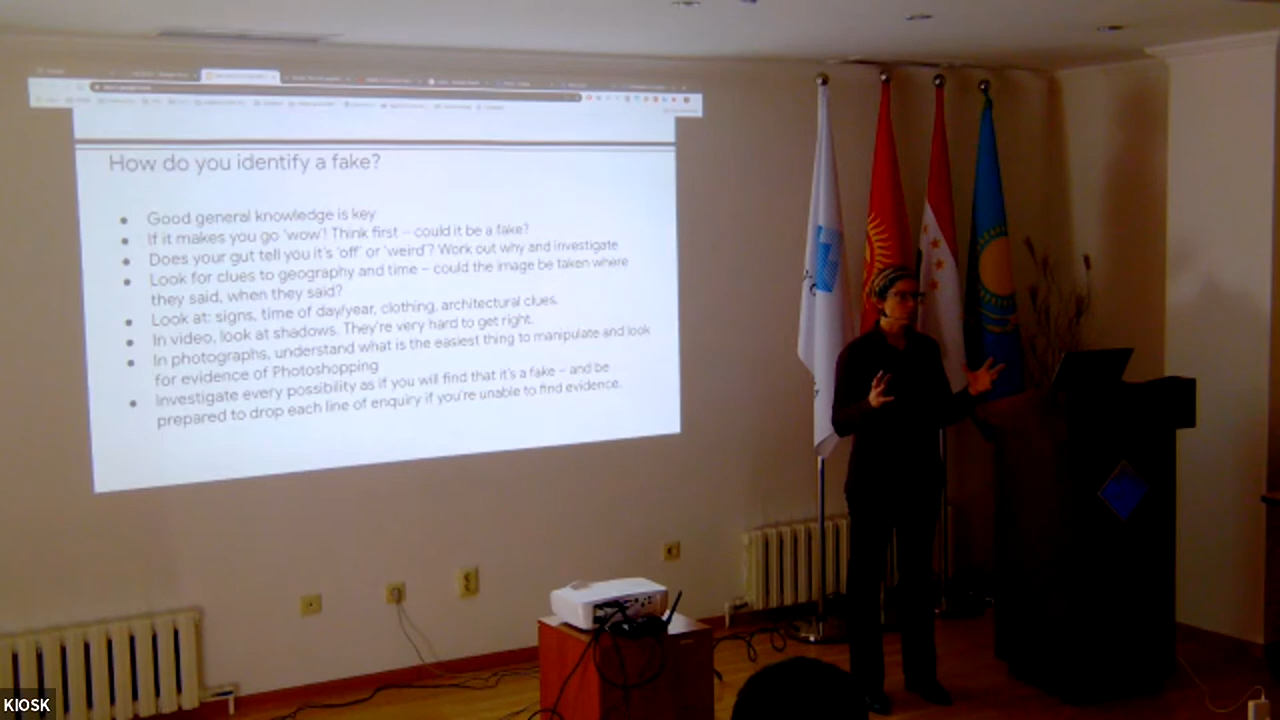 How do you identify a fake?
Good general knowledge is key
If it makes you go 'wow'! Think first – could it be a fake?
Does your gut tell you it's 'off' or 'weird'? Work out why and investigate
Look for clues to geography and time – could the image be taken where
they said, when they said?
Look at: signs, time of day/year, clothing, architectural clues.
In video, look at shadows. They're very hard to get right.
In photographs, understand what is the easiest thing to manipulate and look
for evidence of Photoshopping
Investigate every possibility as if you will find that it's a fake – and be
prepared to drop each line of enquiry if you're unable to find evidence.
KIOSK